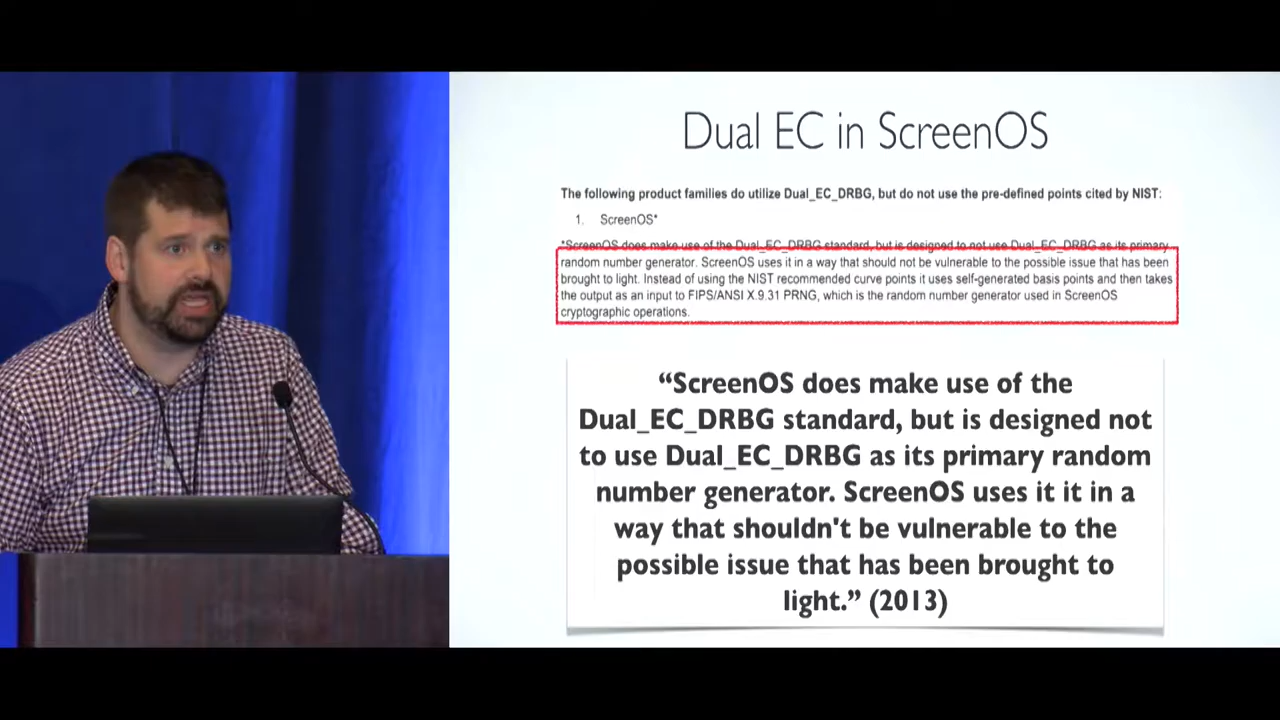 Dual EC in ScreenOS
The following product families do utilize Dual_EC_DRBG, but do not use the pre-defined points cited by NIST:
1. ScreenOS*
*ScreenOS does make use of the Dual_EC_DRBG standard, but is designed to not use Dual_EC_DRBG as its primary
random number generator. ScreenOS uses it in a way that should not be vulnerable to the possible issue that has been
brought to light. Instead of using the NIST recommended curve points it uses self-generated basis points and then takes
the output as an input to FIPS/ANSI X.9.31 PRNG, which is the random number generator used in ScreenOS
cryptographic operations.
“ScreenOS does make use of the
Dual_EC_DRBG standard, but is designed not
to use Dual_EC_DRBG as its primary random
number generator. ScreenOS uses it it in a
way that shouldn't be vulnerable to the
possible issue that has been brought to
light.” (2013)